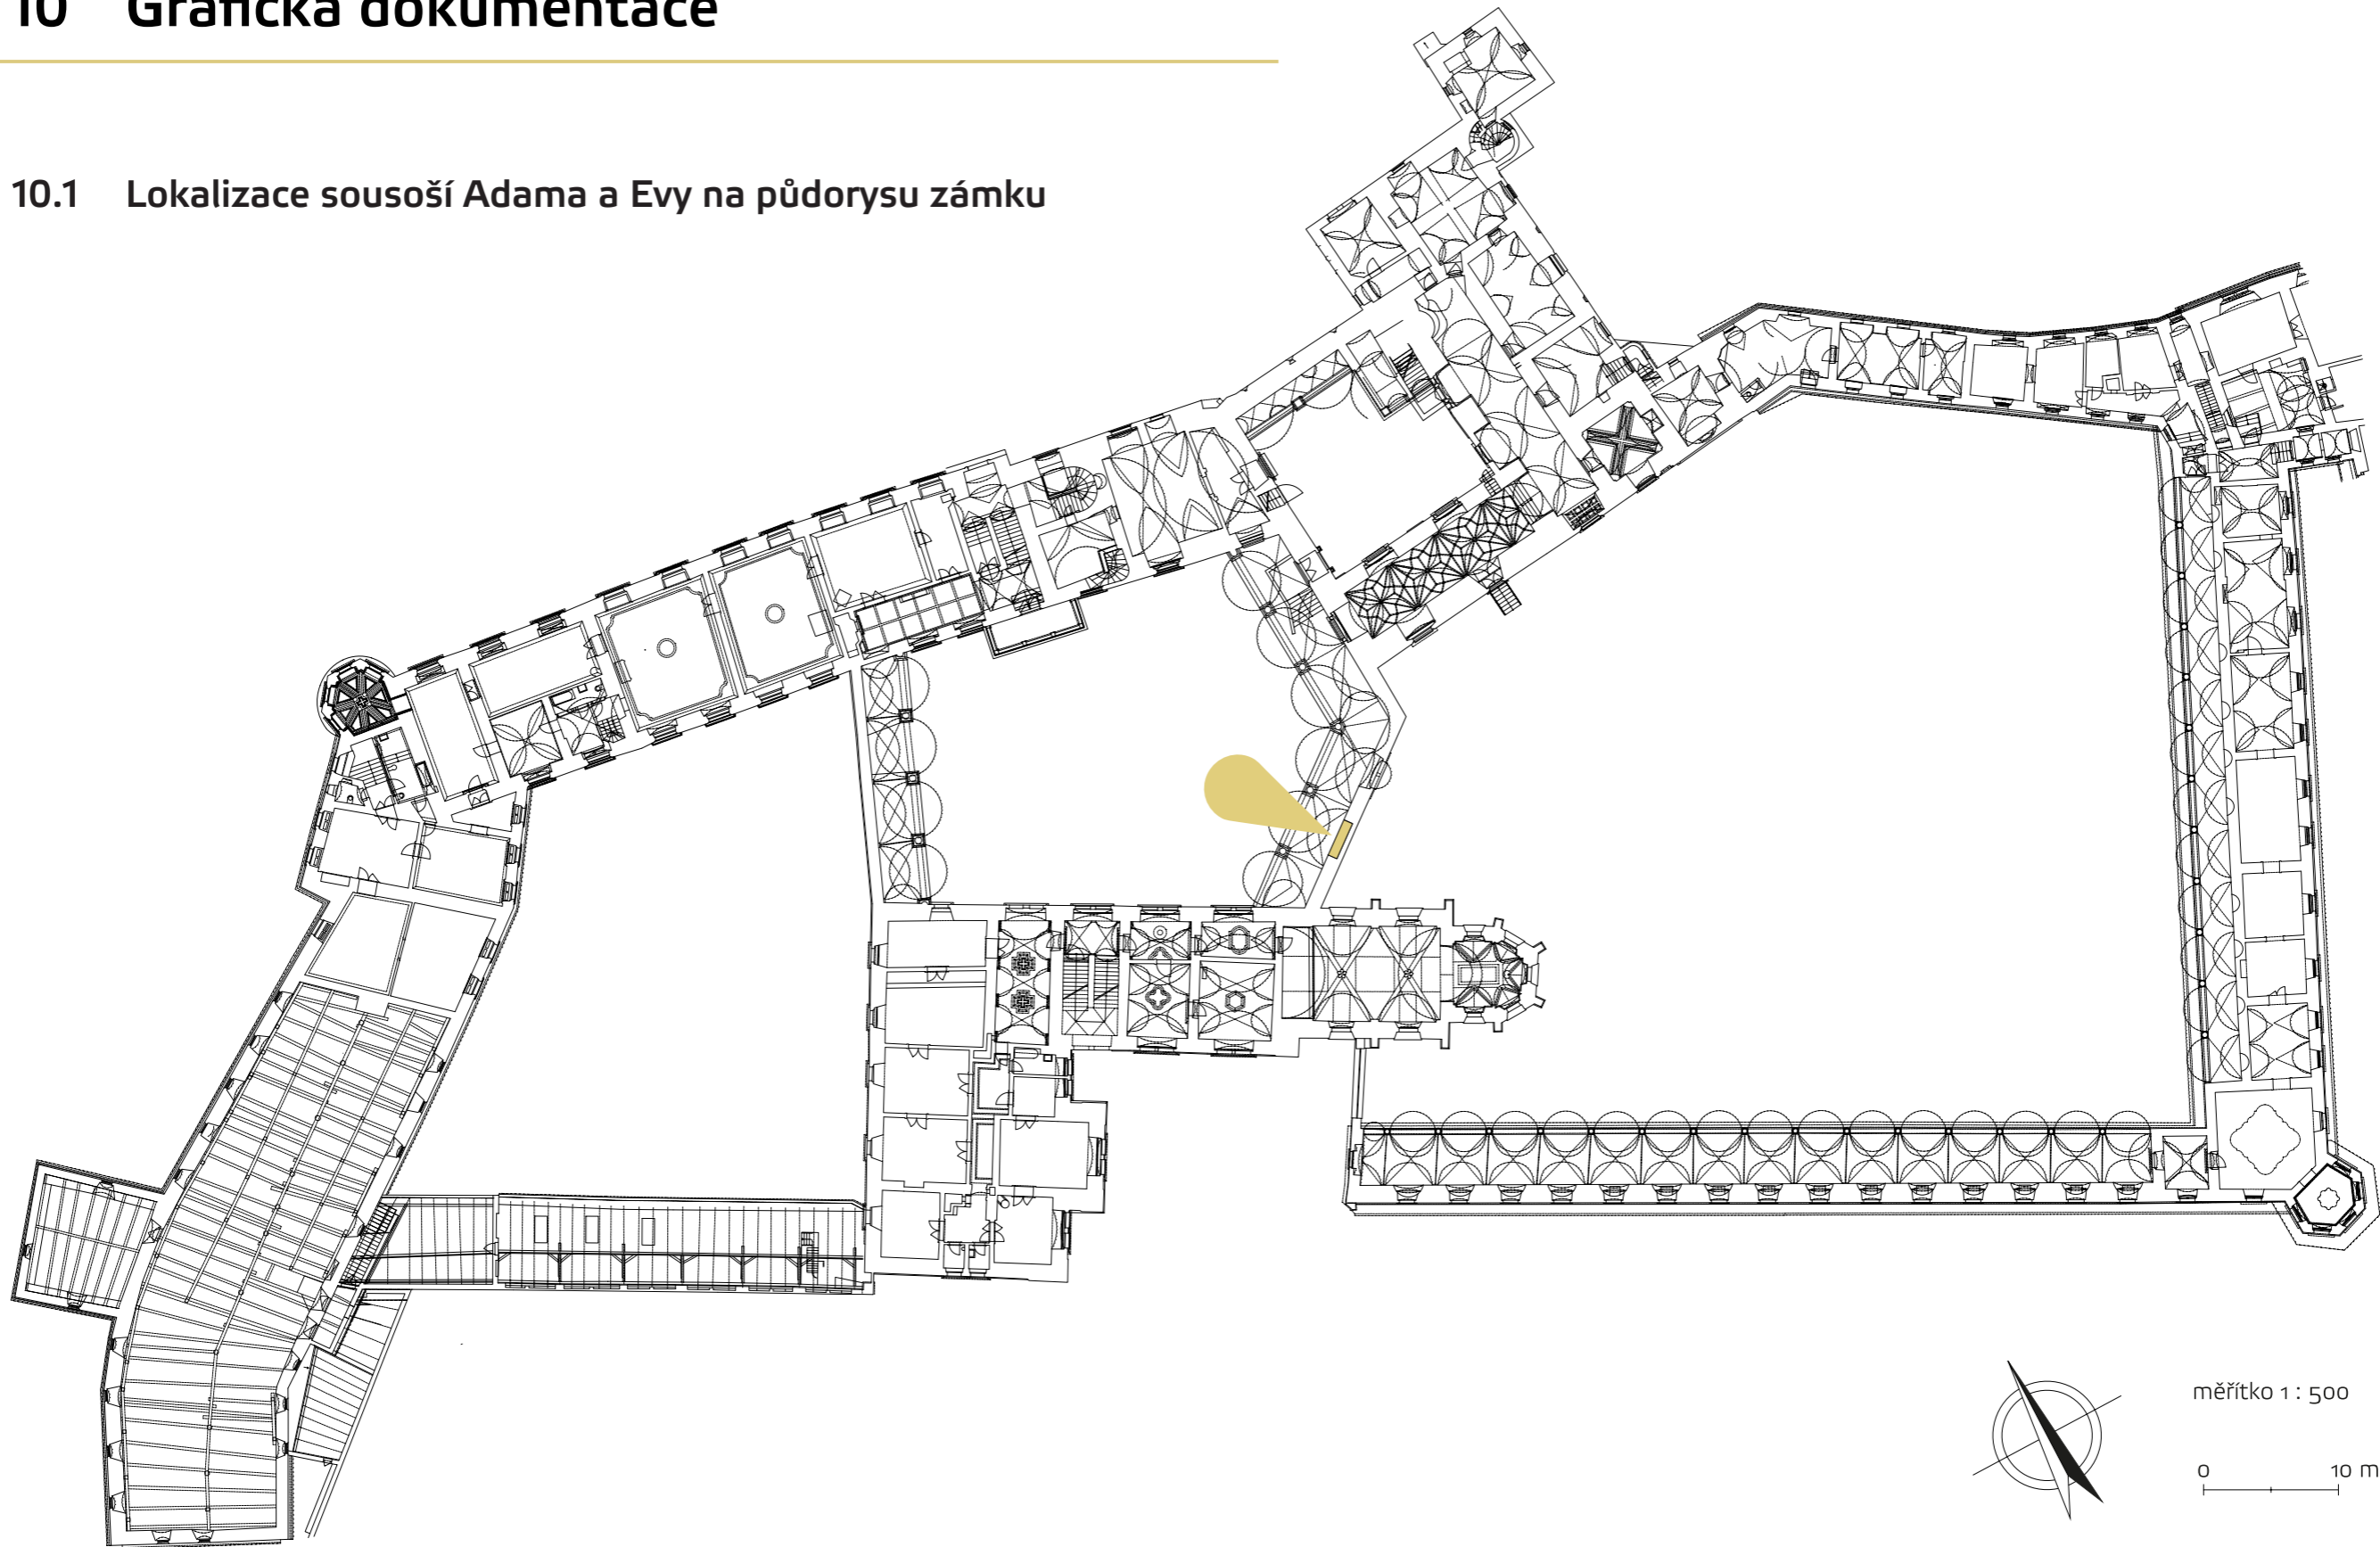 10 Grafická dokumentace
10.1 Lokalizace sousoší Adama a Evy na půdorysu zámku
měřítko 1 : 500
0 10 m